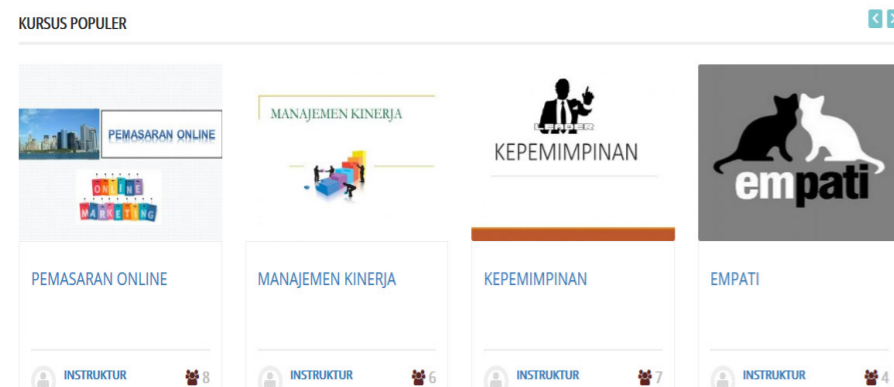 KURSUS POPULER
PEMASARAN ONLINE
ONLINE
MARKETING
MANAJEMEN KINERJA
LEADER
KEPEMIMPINAN
empati
PEMASARAN ONLINE
MANAJEMEN KINERJA
KEPEMIMPINAN
EMPATI
INSTRUKTUR 8
INSTRUKTUR 6
INSTRUKTUR 7
INSTRUKTUR 4